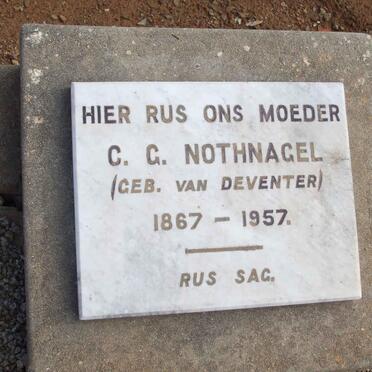 HIER RUS ONS MOEDER
C. G. NOTHNAGEL
(GEB. VAN DEVENTER)
1867 – 1957.
RUS SAG.